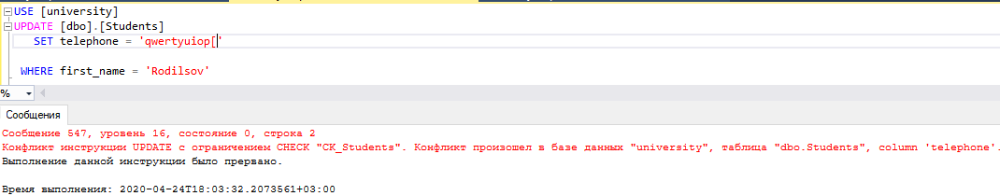 USE [university]
UPDATE [dbo].[Students]
SET telephone = 'qwertyuiop['
WHERE first_name = 'Rodilsov'
%
Сообщения
Сообщение 547, уровень 16, состояние 0, строка 2
Конфликт инструкции UPDATE с ограничением CHECK "CK_Students". Конфликт произошел в базе данных "university", таблица "dbo.Students", column 'telephone'.
Выполнение данной инструкции было прервано.
Время выполнения: 2020-04-24T18:03:32.2073561+03:00